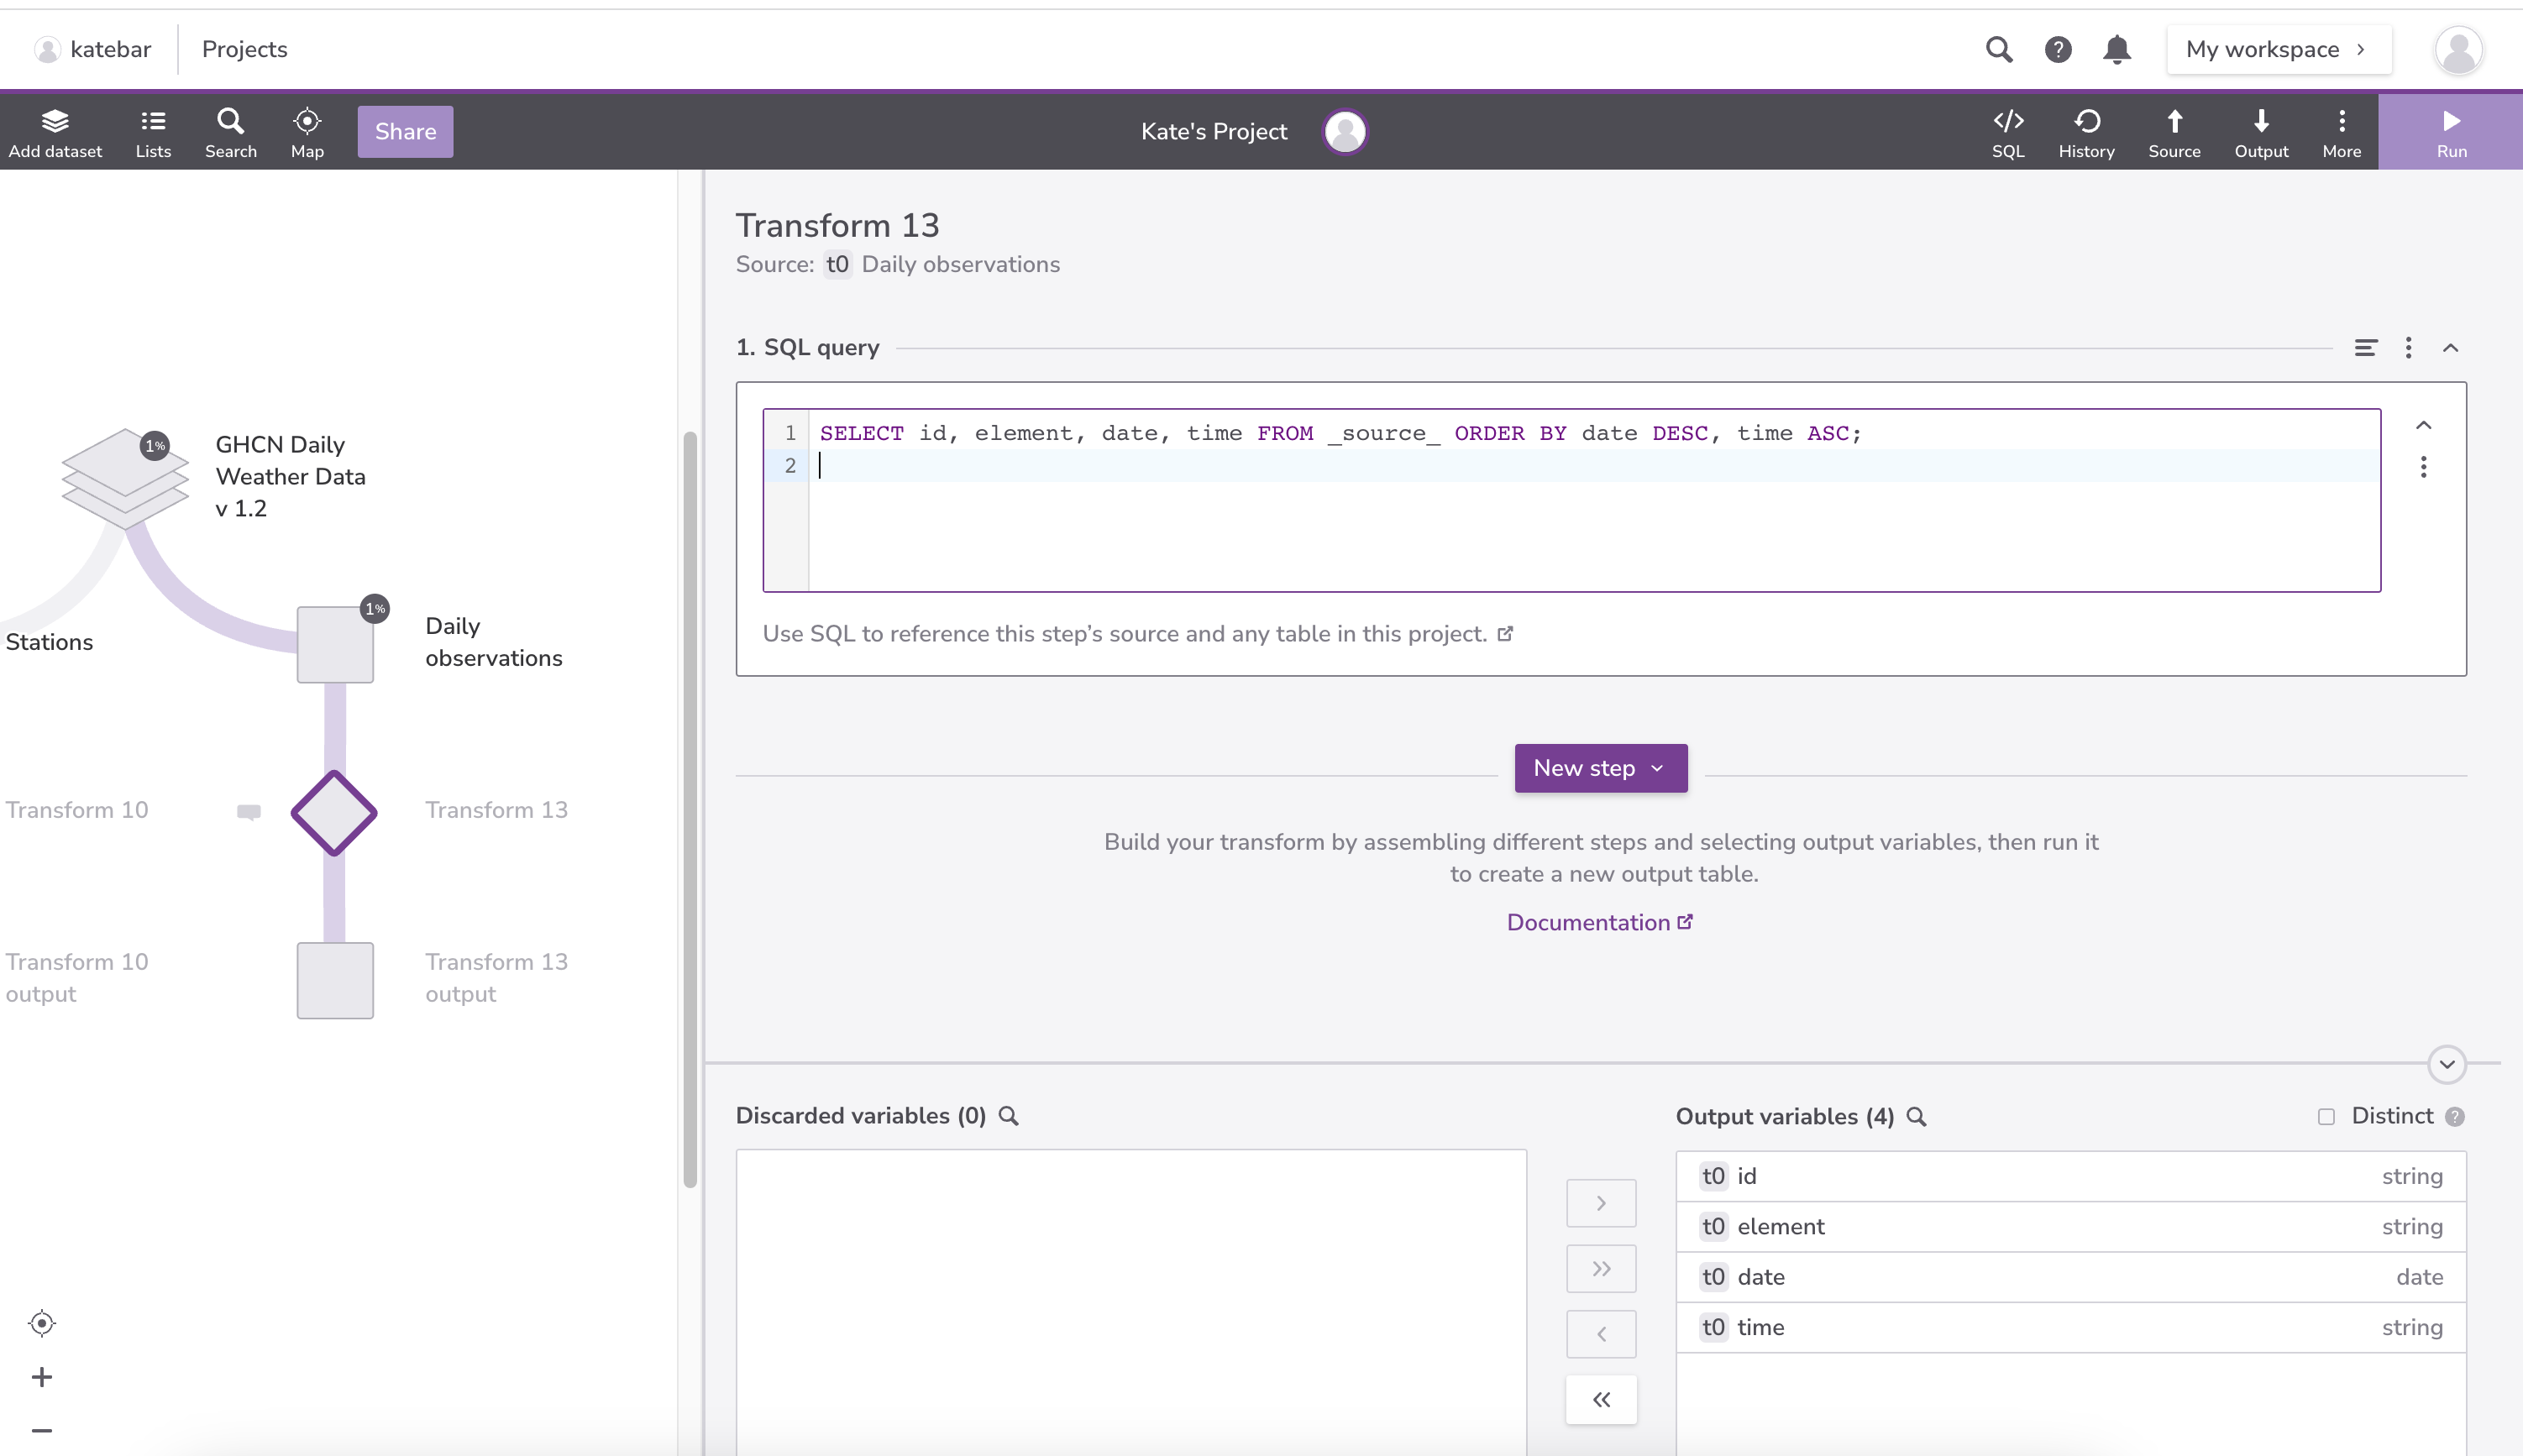 katebar
Projects
My workspace
Add dataset
Lists
Search
Map
Share
Kate's Project
SQL
History
Source
Output
More
Run
GHCN Daily
Weather Data
v 1.2
1%
Stations
1%
Daily
observations
Transform 10
Transform 13
Transform 10
output
Transform 13
output
Transform 13
Source: t0 Daily observations
1. SQL query
1 SELECT id, element, date, time FROM _source_ ORDER BY date DESC, time ASC;
2
Use SQL to reference this step’s source and any table in this project.
New step
Build your transform by assembling different steps and selecting output variables, then run it
to create a new output table.
Documentation
Discarded variables (0)
Output variables (4)
Distinct
t0 id string
t0 element string
t0 date date
t0 time string